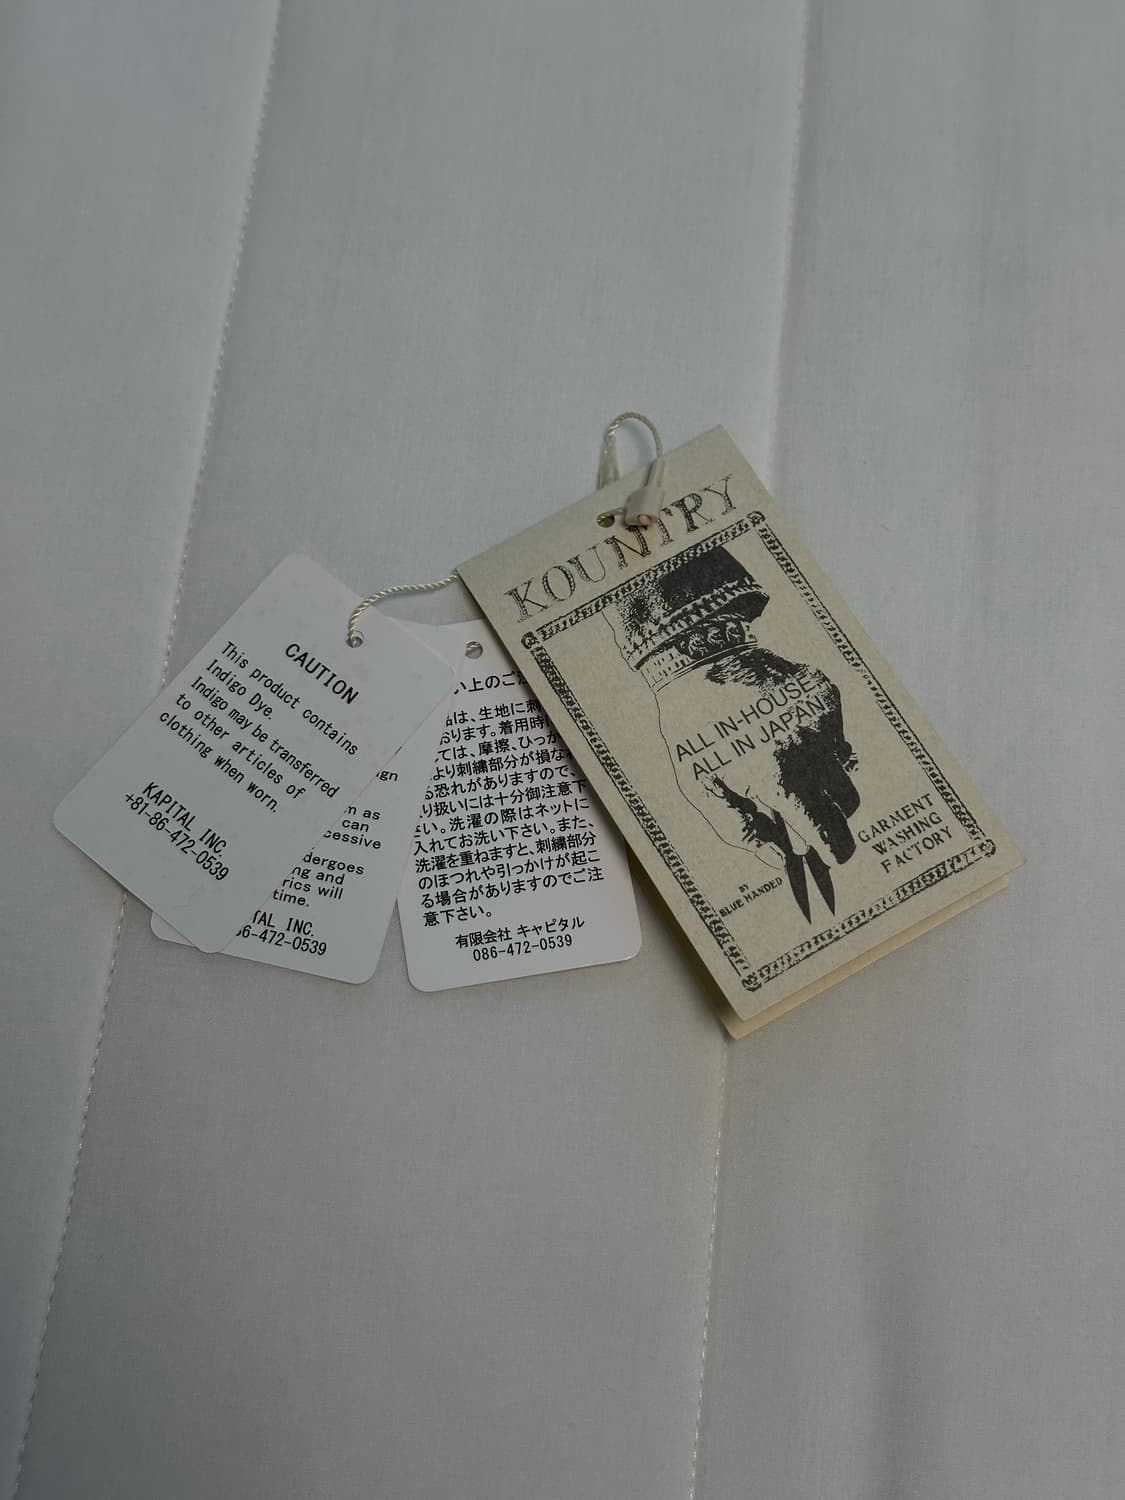 CAUTION
This product contains
Indigo Dye.
Indigo may be transferred
to other articles of
clothing when worn.
KAPITAL INC.
+81-86-472-0539
as
can
cessive
dergoes
and
rics will
time.
TAL INC.
6-472-0539
い上のご
品は、生地に刺
おります。着用時
ては、摩擦、ひっか
より刺繍部分が損な
る恐れがありますので、
り扱いには十分御注意下
さい。洗濯の際はネットに
入れてお洗い下さい。また、
洗濯を重ねますと、刺繍部分
のほつれや引っかけが起こ
る場合がありますのでご注
意下さい。
有限会社 キャピタル
086-472-0539
KOUNTRY
ALL IN-HOUSE
ALL IN JAPAN
GARMENT
WASHING
FACTORY
BY
BLUE HANDED